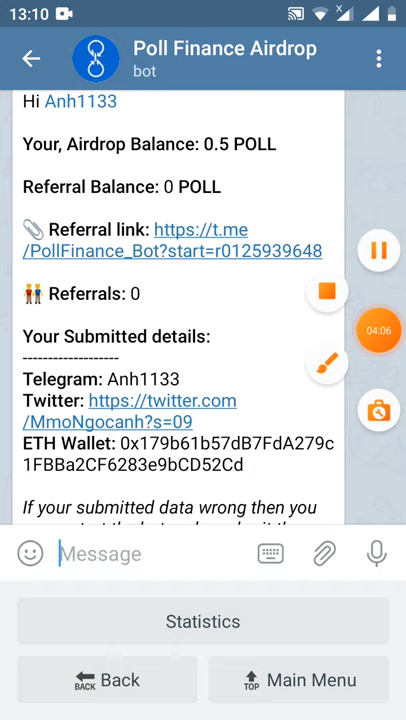 13:10
Poll Finance Airdrop
bot
Hi Anh1133
Your, Airdrop Balance: 0.5 POLL
Referral Balance: 0 POLL
Referral link: https://t.me
/PollFinance_Bot?start=r0125939648
Referrals: 0
Your Submitted details:
-------------------
Telegram: Anh1133
Twitter: https://twitter.com
/MmoNgocanh?s=09
ETH Wallet: 0x179b61b57dB7FdA279c
1FBBa2CF6283e9bCD52Cd
If your submitted data wrong then you
04:06
Message
Statistics
BACK Back
TOP Main Menu